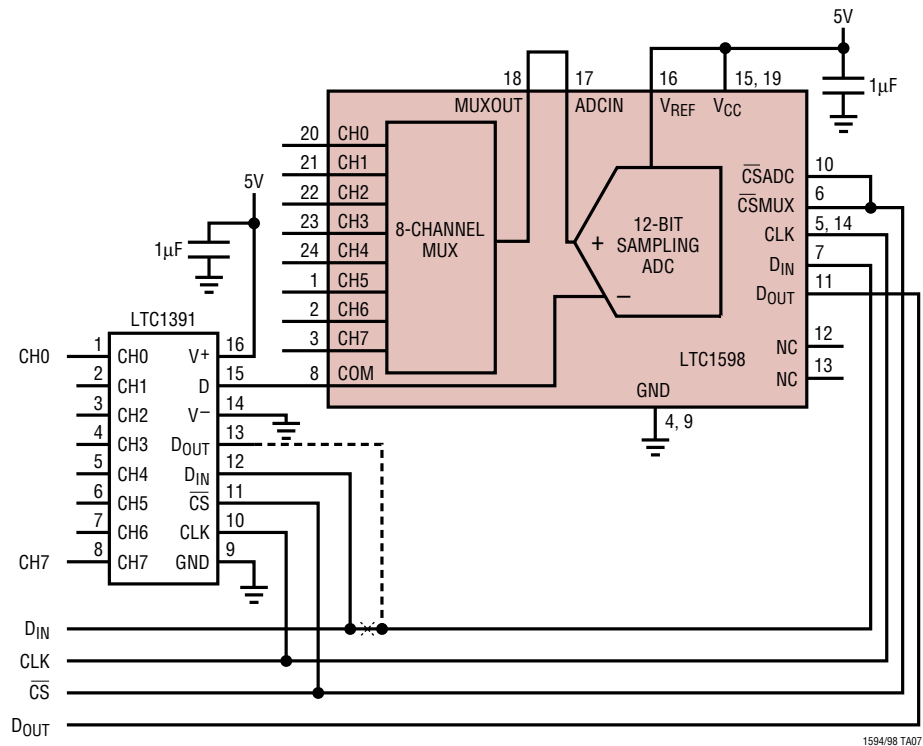 5V
1µF
18
17
16
15, 19
MUXOUT
ADCIN
VREF
VCC
20 CH0
21 CH1
22 CH2
23 CH3
24 CH4
1 CH5
2 CH6
3 CH7
8 COM
8-CHANNEL
MUX
+
–
12-BIT
SAMPLING
ADC
CSADC 10
CSMUX 6
CLK 5, 14
DIN 7
DOUT 11
NC 12
NC 13
LTC1598
GND
4, 9
5V
1µF
LTC1391
CH0 1 CH0 V+ 16
2 CH1 D 15
3 CH2 V– 14
4 CH3 DOUT 13
5 CH4 DIN 12
6 CH5 CS 11
7 CH6 CLK 10
CH7 8 CH7 GND 9
DIN
CLK
CS
DOUT
1594/98 TA07